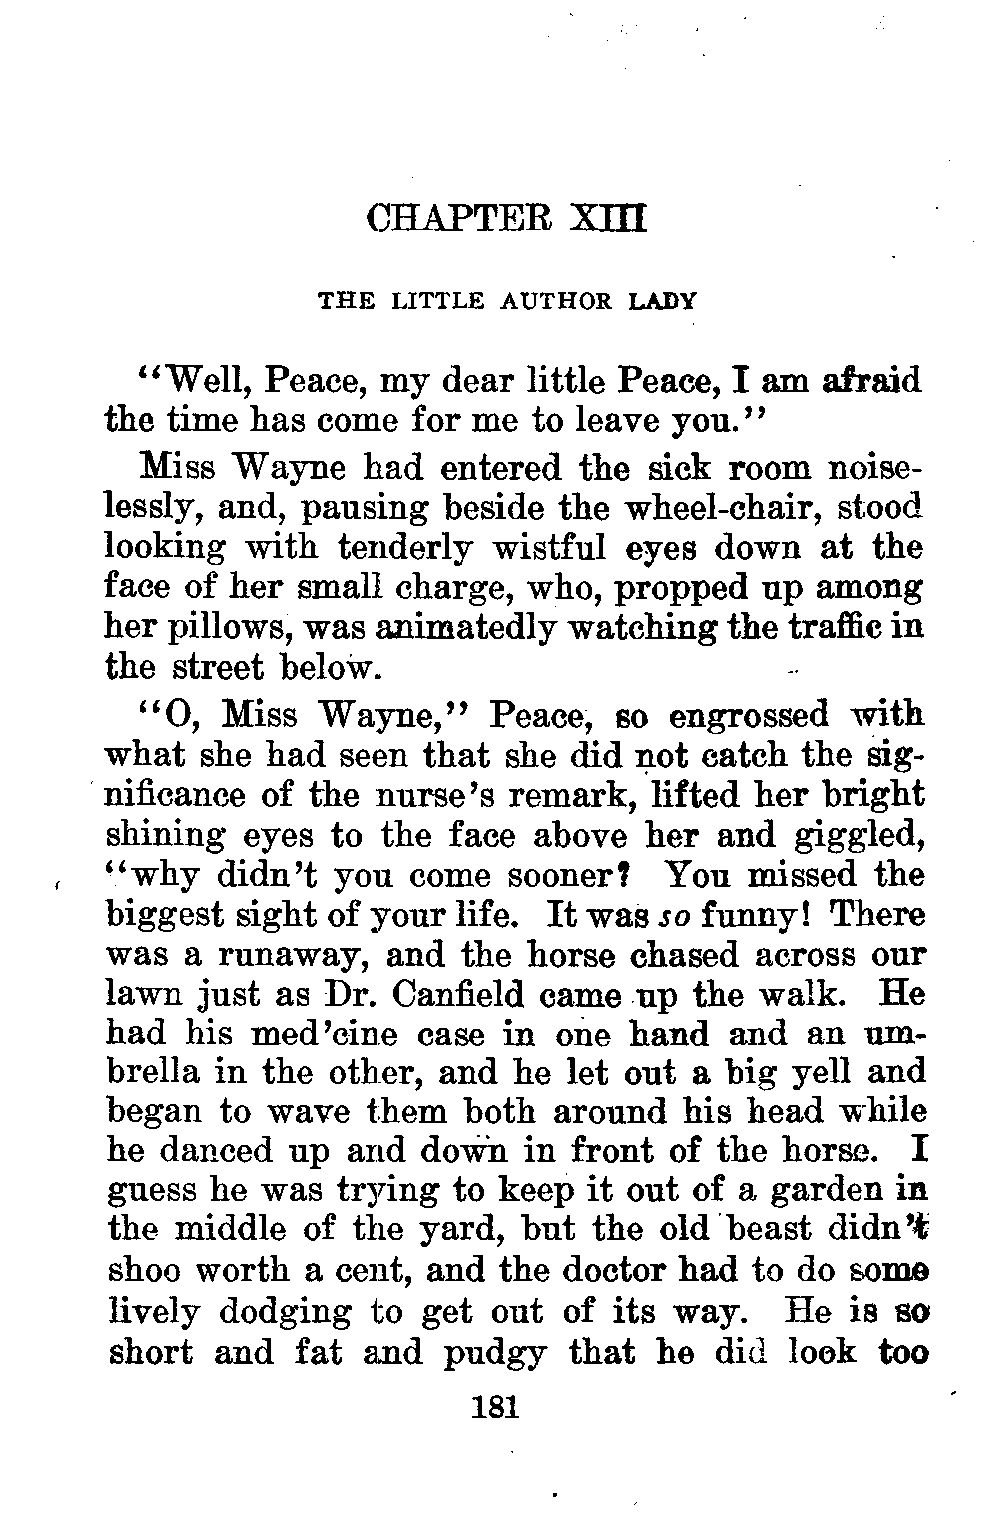 CHAPTER XIII
THE LITTLE AUTHOR LADY
"Well, Peace, my dear little Peace, I am afraid
the time has come for me to leave you."
Miss Wayne had entered the sick room noise-
lessly, and, pausing beside the wheel-chair, stood
looking with tenderly wistful eyes down at the
face of her small charge, who, propped up among
her pillows, was animatedly watching the traffic in
the street below.
"O, Miss Wayne," Peace, so engrossed with
what she had seen that she did not catch the sig-
nificance of the nurse's remark, lifted her bright
shining eyes to the face above her and giggled,
"why didn't you come sooner? You missed the
biggest sight of your life. It was so funny! There
was a runaway, and the horse chased across our
lawn just as Dr. Canfield came up the walk. He
had his med'cine case in one hand and an um-
brella in the other, and he let out a big yell and
began to wave them both around his head while
he danced up and down in front of the horse. I
guess he was trying to keep it out of a garden in
the middle of the yard, but the old beast didn't
shoo worth a cent, and the doctor had to do some
lively dodging to get out of its way. He is so
short and fat and pudgy that he did look too
181